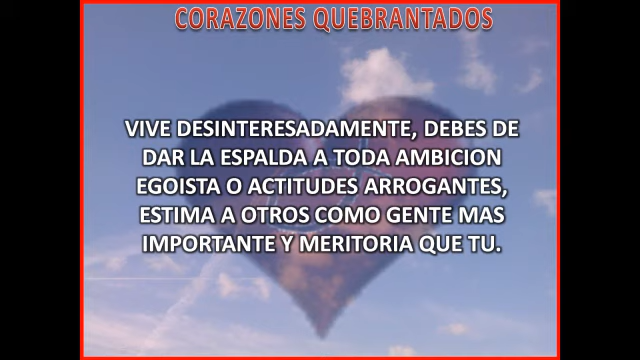 CORAZONES QUEBRANTADOS
VIVE DESINTERESADAMENTE, DEBES DE
DAR LA ESPALDA A TODA AMBICION
EGOISTA O ACTITUDES ARROGANTES,
ESTIMA A OTROS COMO GENTE MAS
IMPORTANTE Y MERITORIA QUE TU.